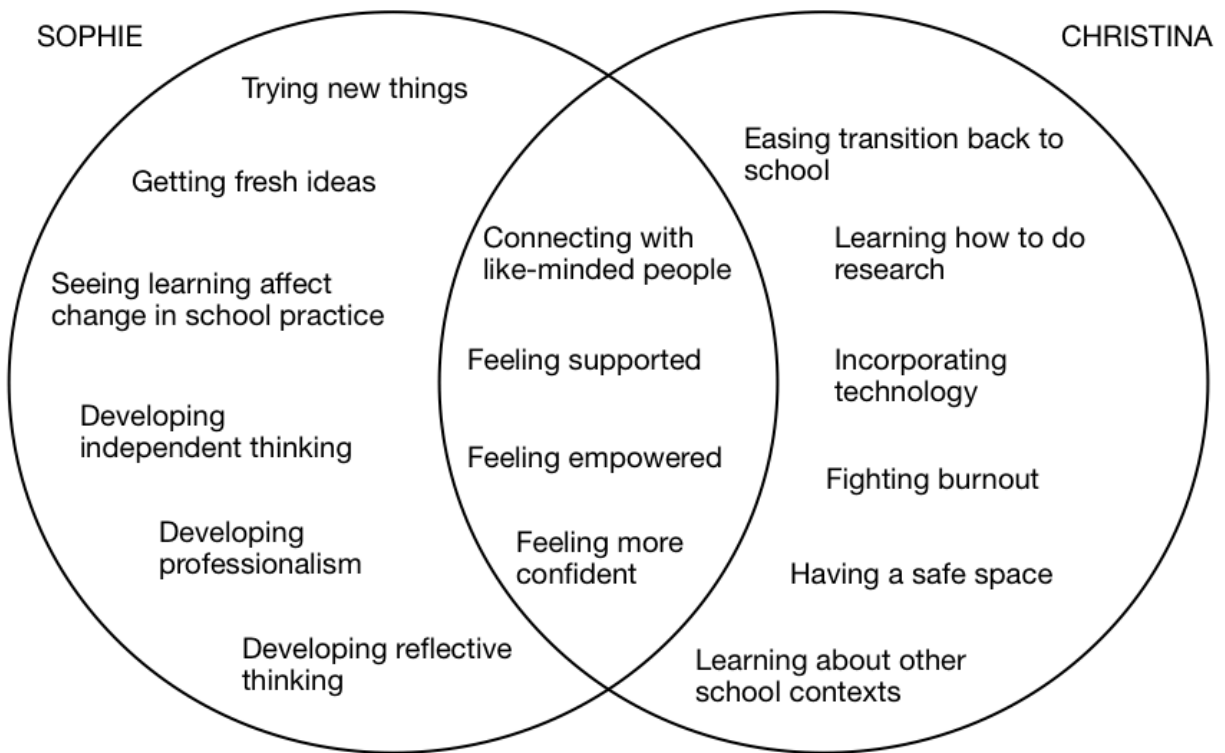 SOPHIE
CHRISTINA
Trying new things
Getting fresh ideas
Seeing learning affect
change in school practice
Developing
independent thinking
Developing
professionalism
Developing reflective
thinking
Connecting with
like-minded people
Feeling supported
Feeling empowered
Feeling more
confident
Easing transition back to
school
Learning how to do
research
Incorporating
technology
Fighting burnout
Having a safe space
Learning about other
school contexts